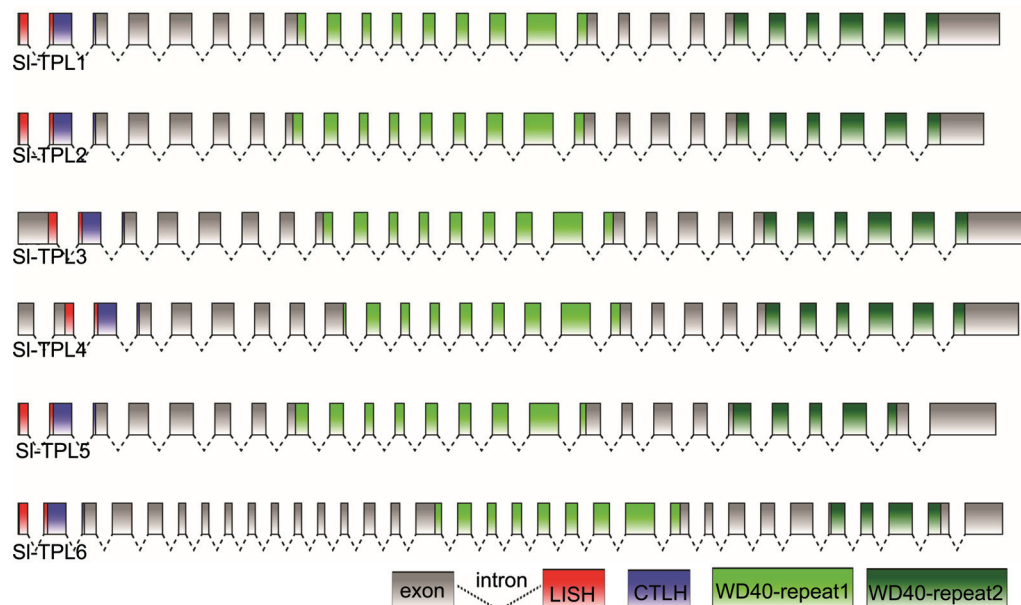 Sl-TPL1
Sl-TPL2
Sl-TPL3
Sl-TPL4
Sl-TPL5
Sl-TPL6
exon intron LISH CTLH WD40-repeat1 WD40-repeat2